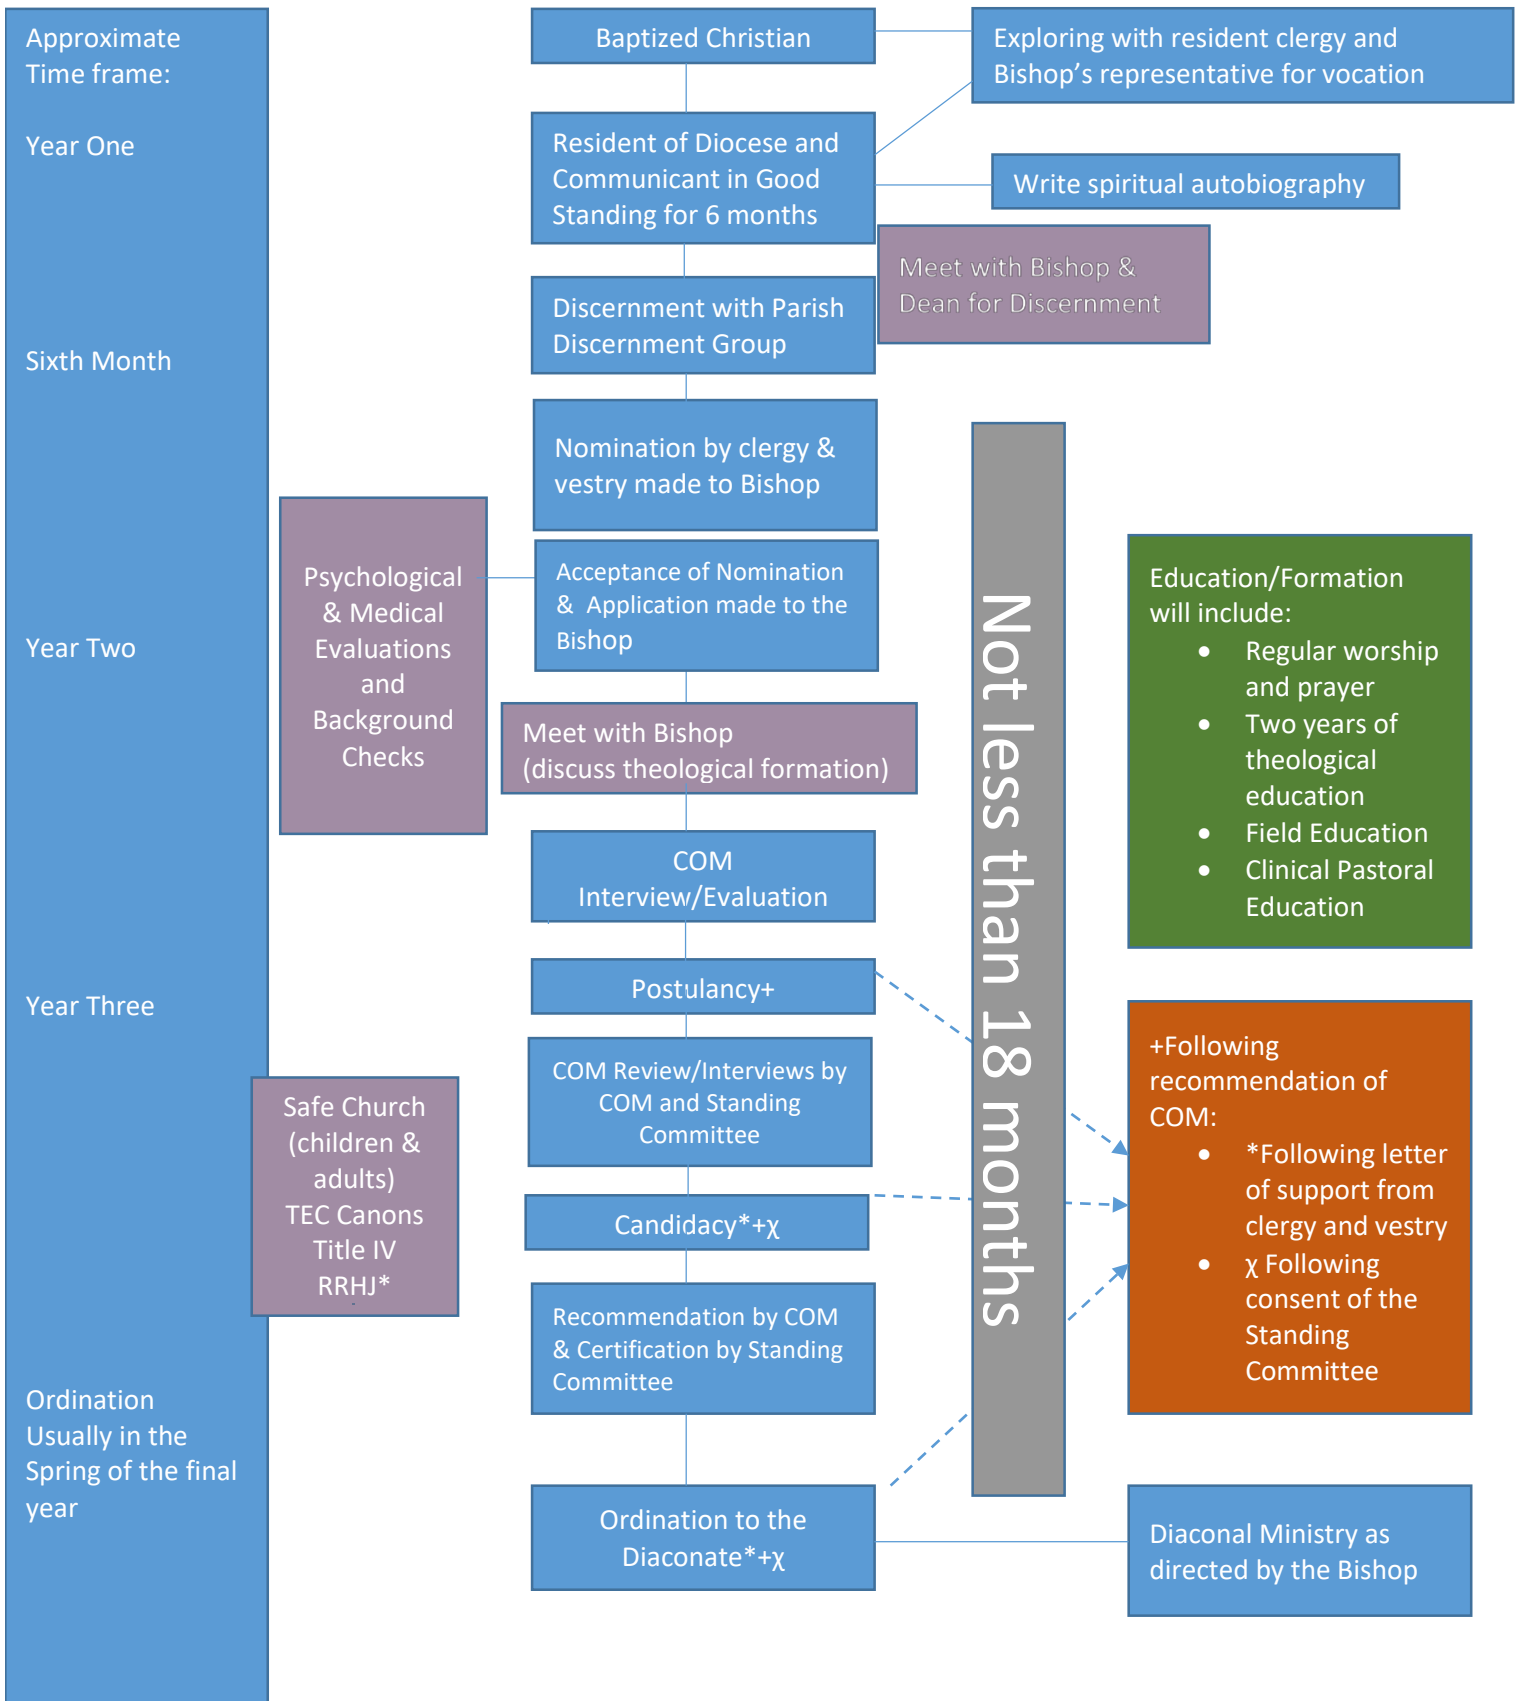 Approximate
Time frame:
Year One
Sixth Month
Year Two
Year Three
Ordination
Usually in the
Spring of the final
year
Baptized Christian
Exploring with resident clergy and
Bishop’s representative for vocation
Resident of Diocese and
Communicant in Good
Standing for 6 months
Write spiritual autobiography
Meet with Bishop &
Dean for Discernment
Discernment with Parish
Discernment Group
Nomination by clergy &
vestry made to Bishop
Psychological
& Medical
Evaluations
and
Background
Checks
Acceptance of Nomination
& Application made to the
Bishop
Meet with Bishop
(discuss theological formation)
COM
Interview/Evaluation
Postulancy+
COM Review/Interviews by
COM and Standing
Committee
Safe Church
(children &
adults)
TEC Canons
Title IV
RRHJ*
Candidacy*+χ
Recommendation by COM
& Certification by Standing
Committee
Ordination to the
Diaconate*+χ
Not less than 18 months
Education/Formation
will include:
• Regular worship
and prayer
• Two years of
theological
education
• Field Education
• Clinical Pastoral
Education
+Following
recommendation of
COM:
• *Following letter
of support from
clergy and vestry
• χ Following
consent of the
Standing
Committee
Diaconal Ministry as
directed by the Bishop